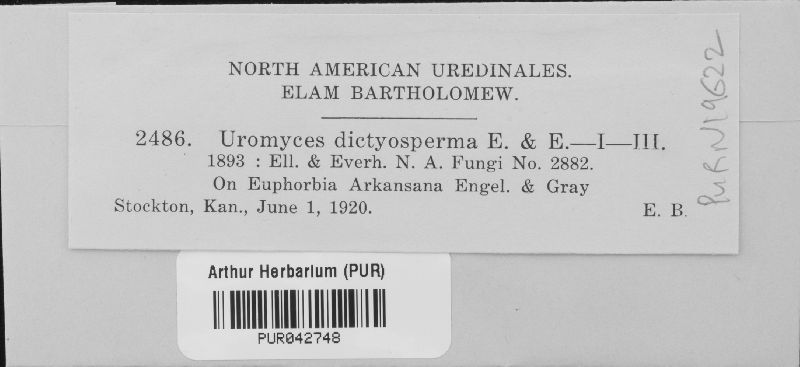 NORTH AMERICAN UREDINALES.
ELAM BARTHOLOMEW.
2486. Uromyces dictyosperma E. & E.—I—III.
1893 : Ell. & Everh. N. A. Fungi No. 2882.
On Euphorbia Arkansana Engel. & Gray
Stockton, Kan., June 1, 1920. E. B.
PUR N19622
Arthur Herbarium (PUR)
PUR042748